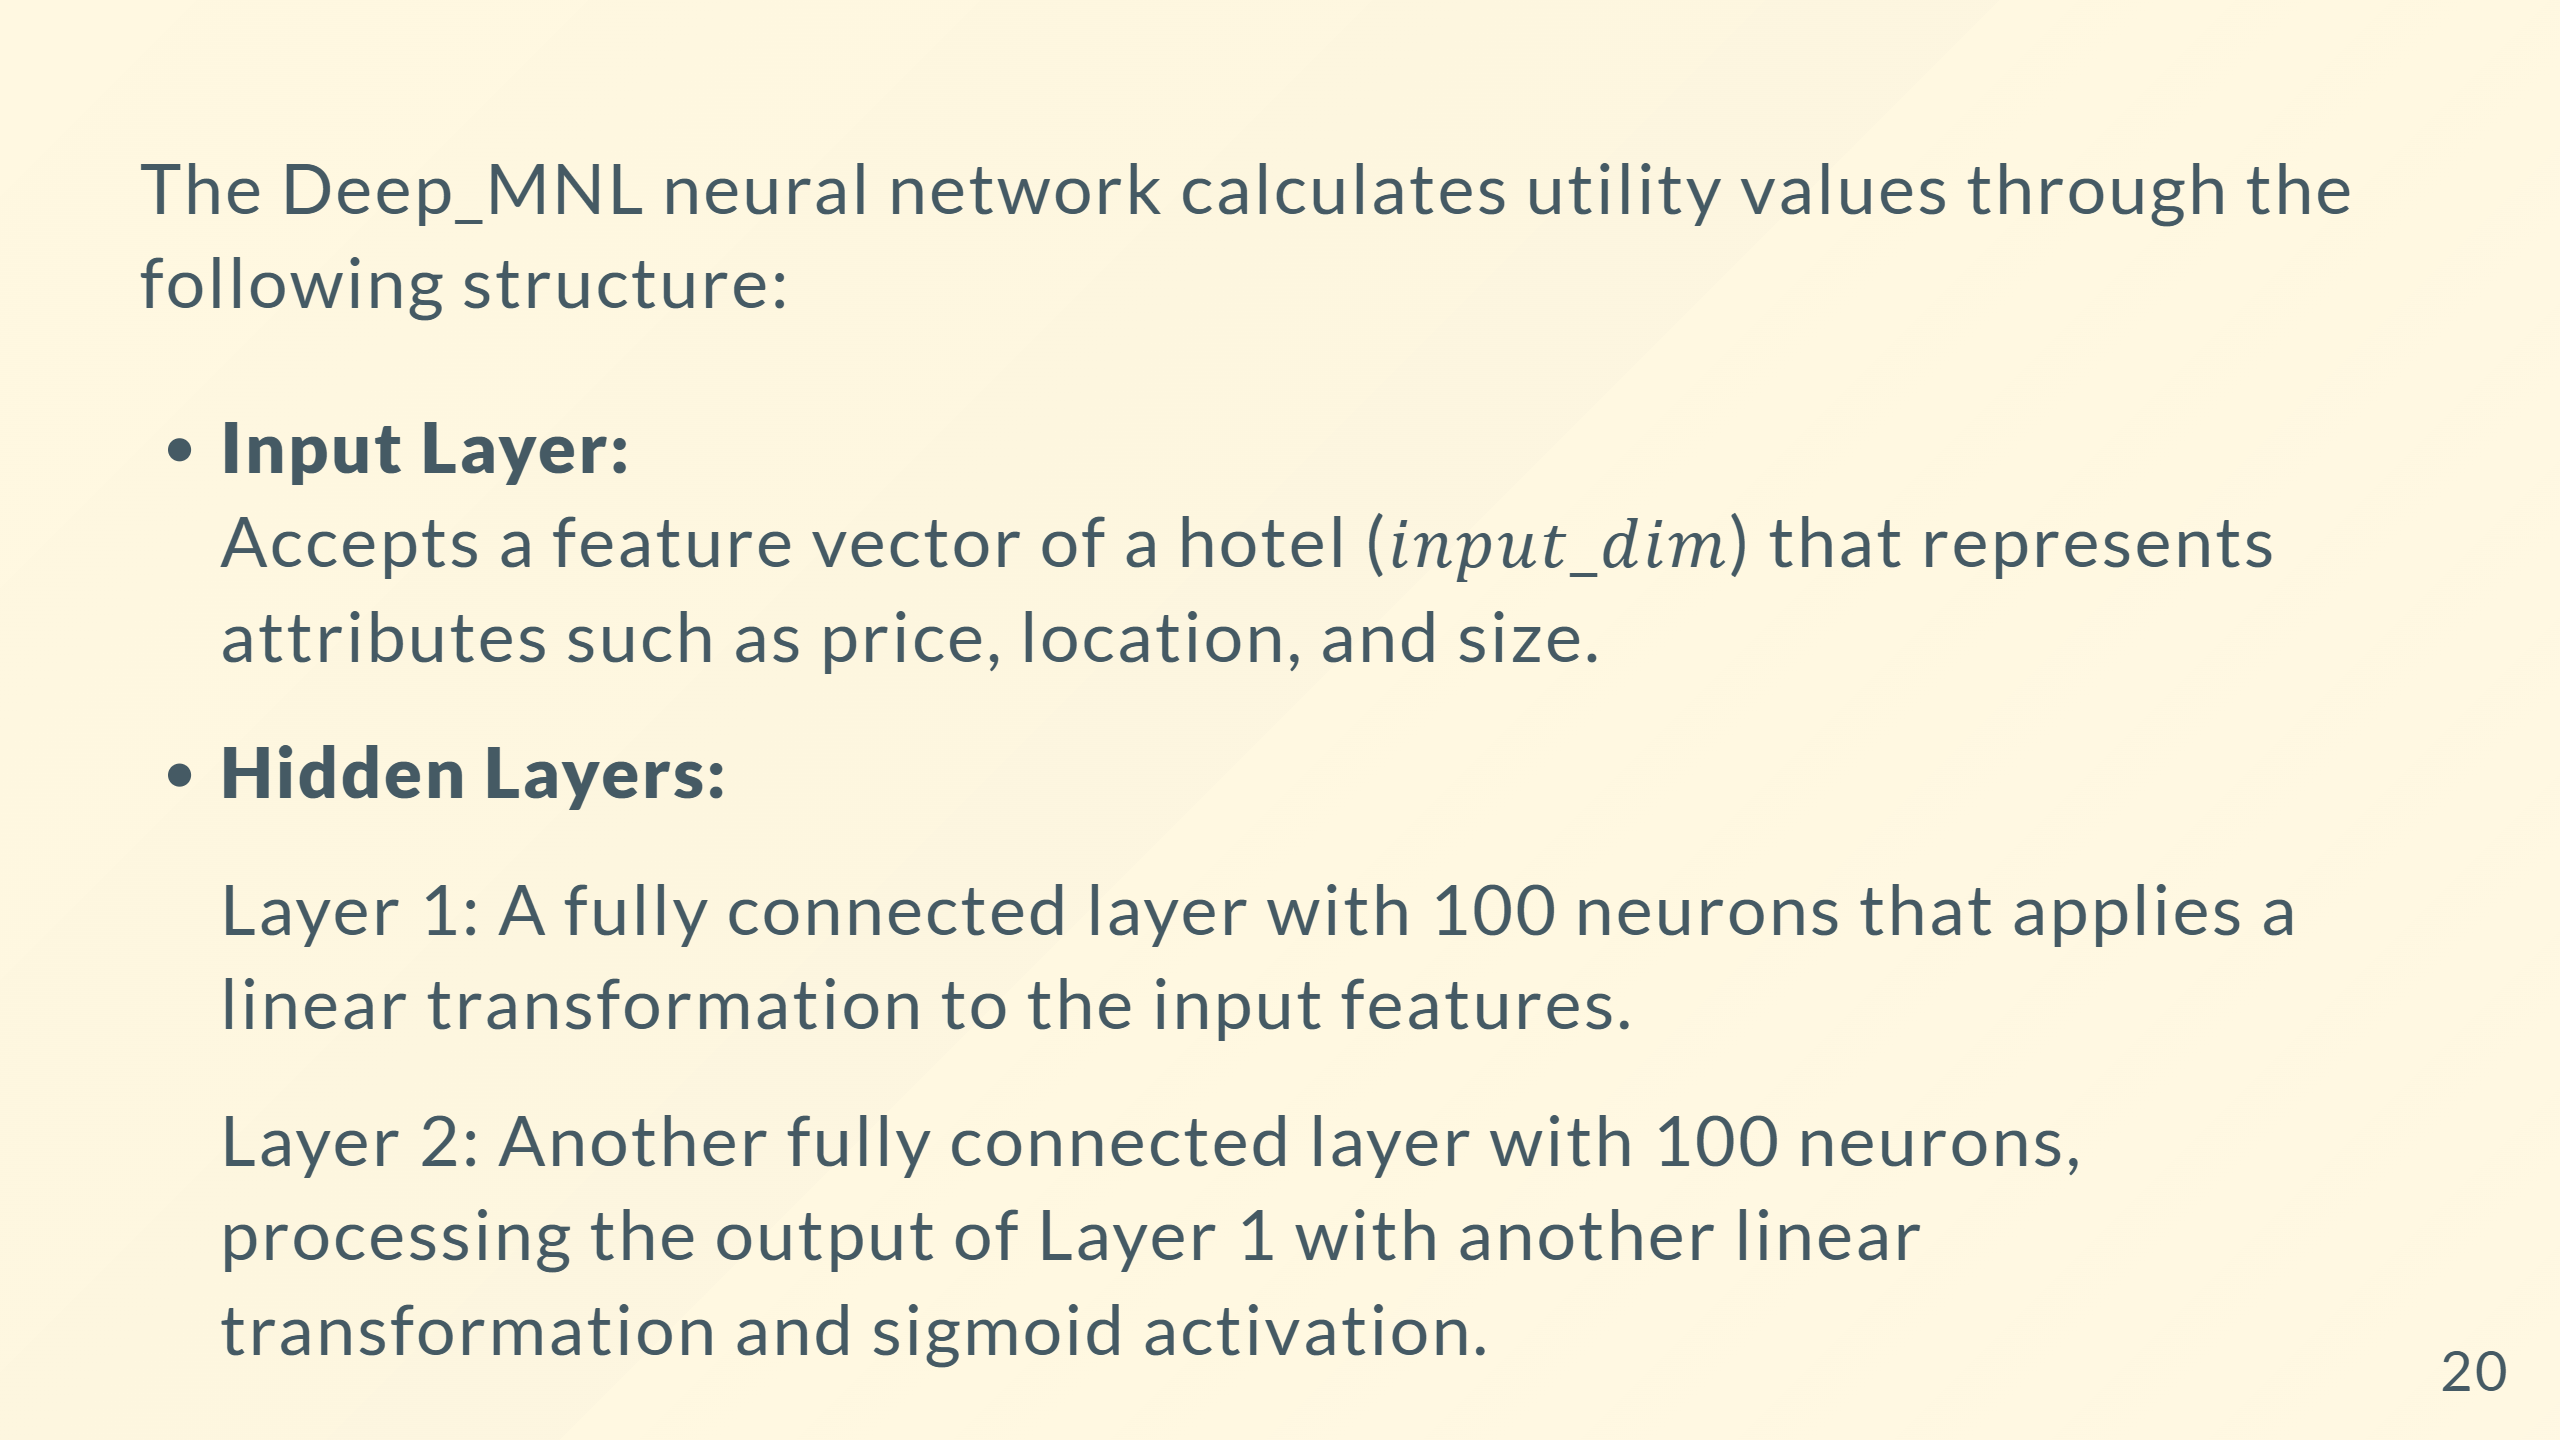 The Deep_MNL neural network calculates utility values through the
following structure:
• Input Layer:
Accepts a feature vector of a hotel (input_dim) that represents
attributes such as price, location, and size.
• Hidden Layers:
Layer 1: A fully connected layer with 100 neurons that applies a
linear transformation to the input features.
Layer 2: Another fully connected layer with 100 neurons,
processing the output of Layer 1 with another linear
transformation and sigmoid activation.
20